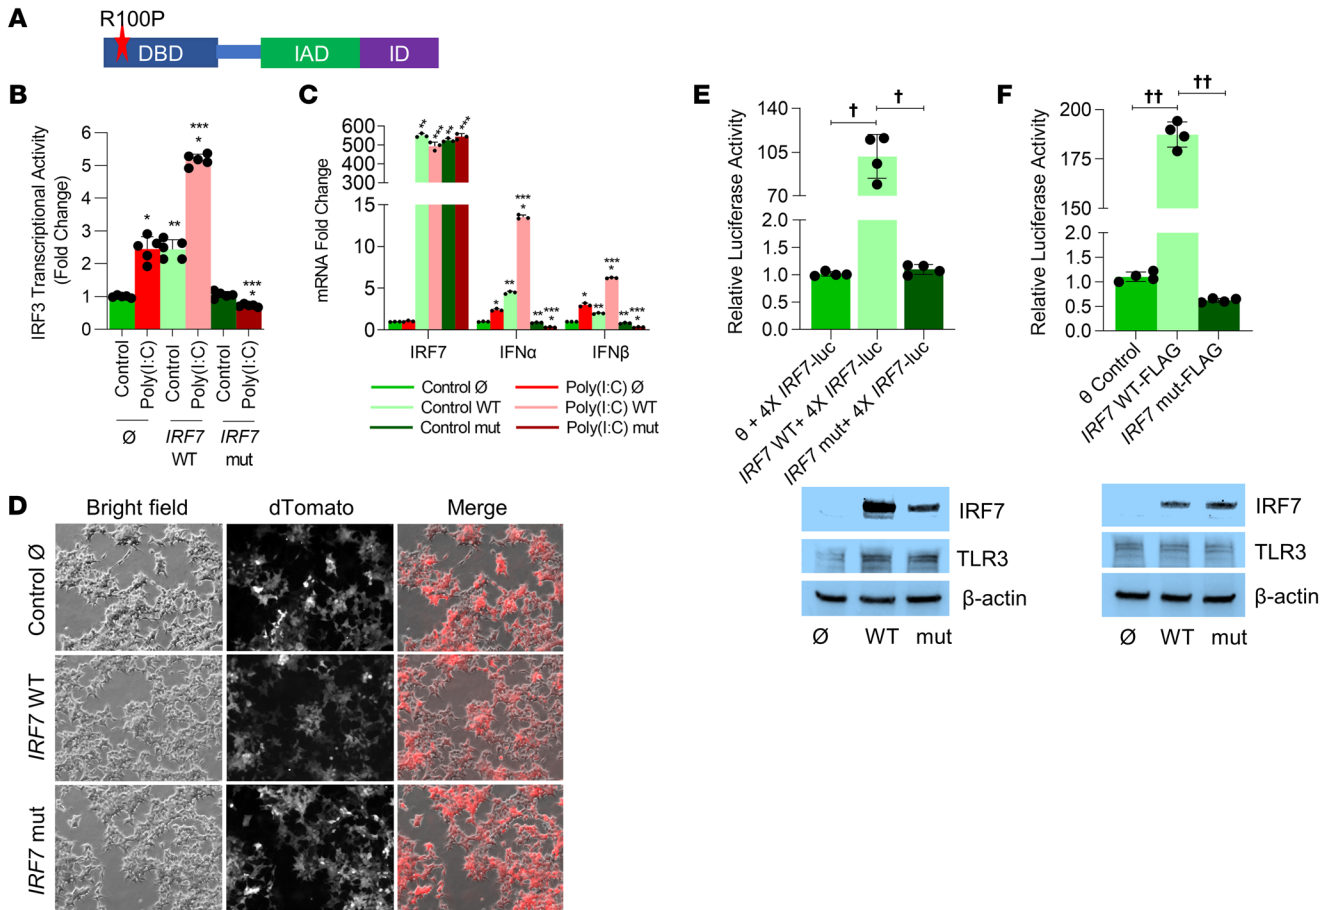 A
R100P
DBD
IAD
ID
B
IRF3 Transcriptional Activity
(Fold Change)
6
5
4
3
2
1
0
*
**
***
*
***
*
Control
Poly(I:C)
Control
Poly(I:C)
Control
Poly(I:C)
Ø
IRF7
WT
IRF7
mut
C
mRNA Fold Change
600
500
400
300
15
10
5
0
**
***
**
***
*
**
***
*
**
***
*
*
**
***
*
**
***
*
IRF7
IFNα
IFNβ
Control Ø
Poly(I:C) Ø
Control WT
Poly(I:C) WT
Control mut
Poly(I:C) mut
D
Bright field
dTomato
Merge
Control Ø
IRF7 WT
IRF7 mut
E
Relative Luciferase Activity
140
105
70
2.0
1.5
1.0
0.5
0.0
†
†
θ + 4X IRF7-luc
IRF7 WT+ 4X IRF7-luc
IRF7 mut+ 4X IRF7-luc
IRF7
TLR3
β-actin
Ø
WT
mut
F
Relative Luciferase Activity
200
175
150
2.0
1.5
1.0
0.5
0.0
††
††
θ Control
IRF7 WT-FLAG
IRF7 mut-FLAG
IRF7
TLR3
β-actin
Ø
WT
mut